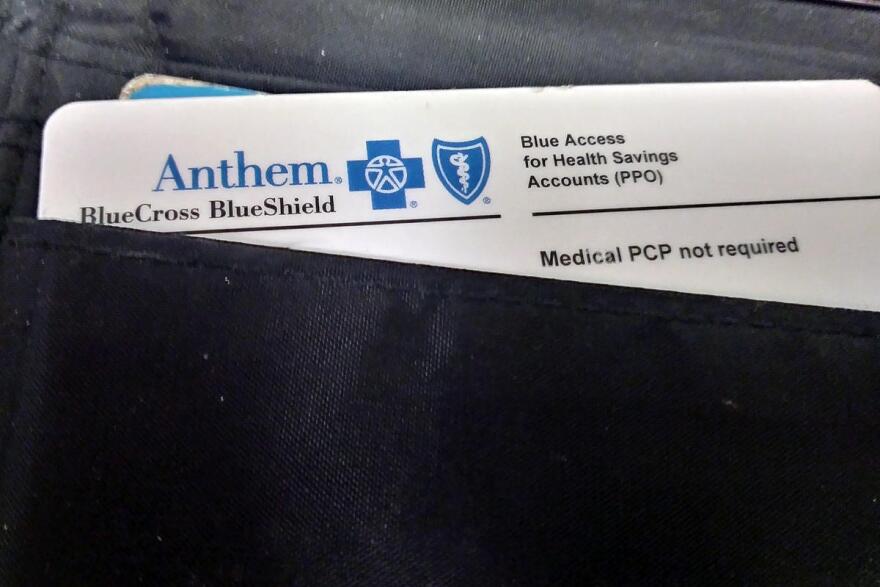 Anthem®
BlueCross BlueShield
®
®
Blue Access
for Health Savings
Accounts (PPO)
Medical PCP not required